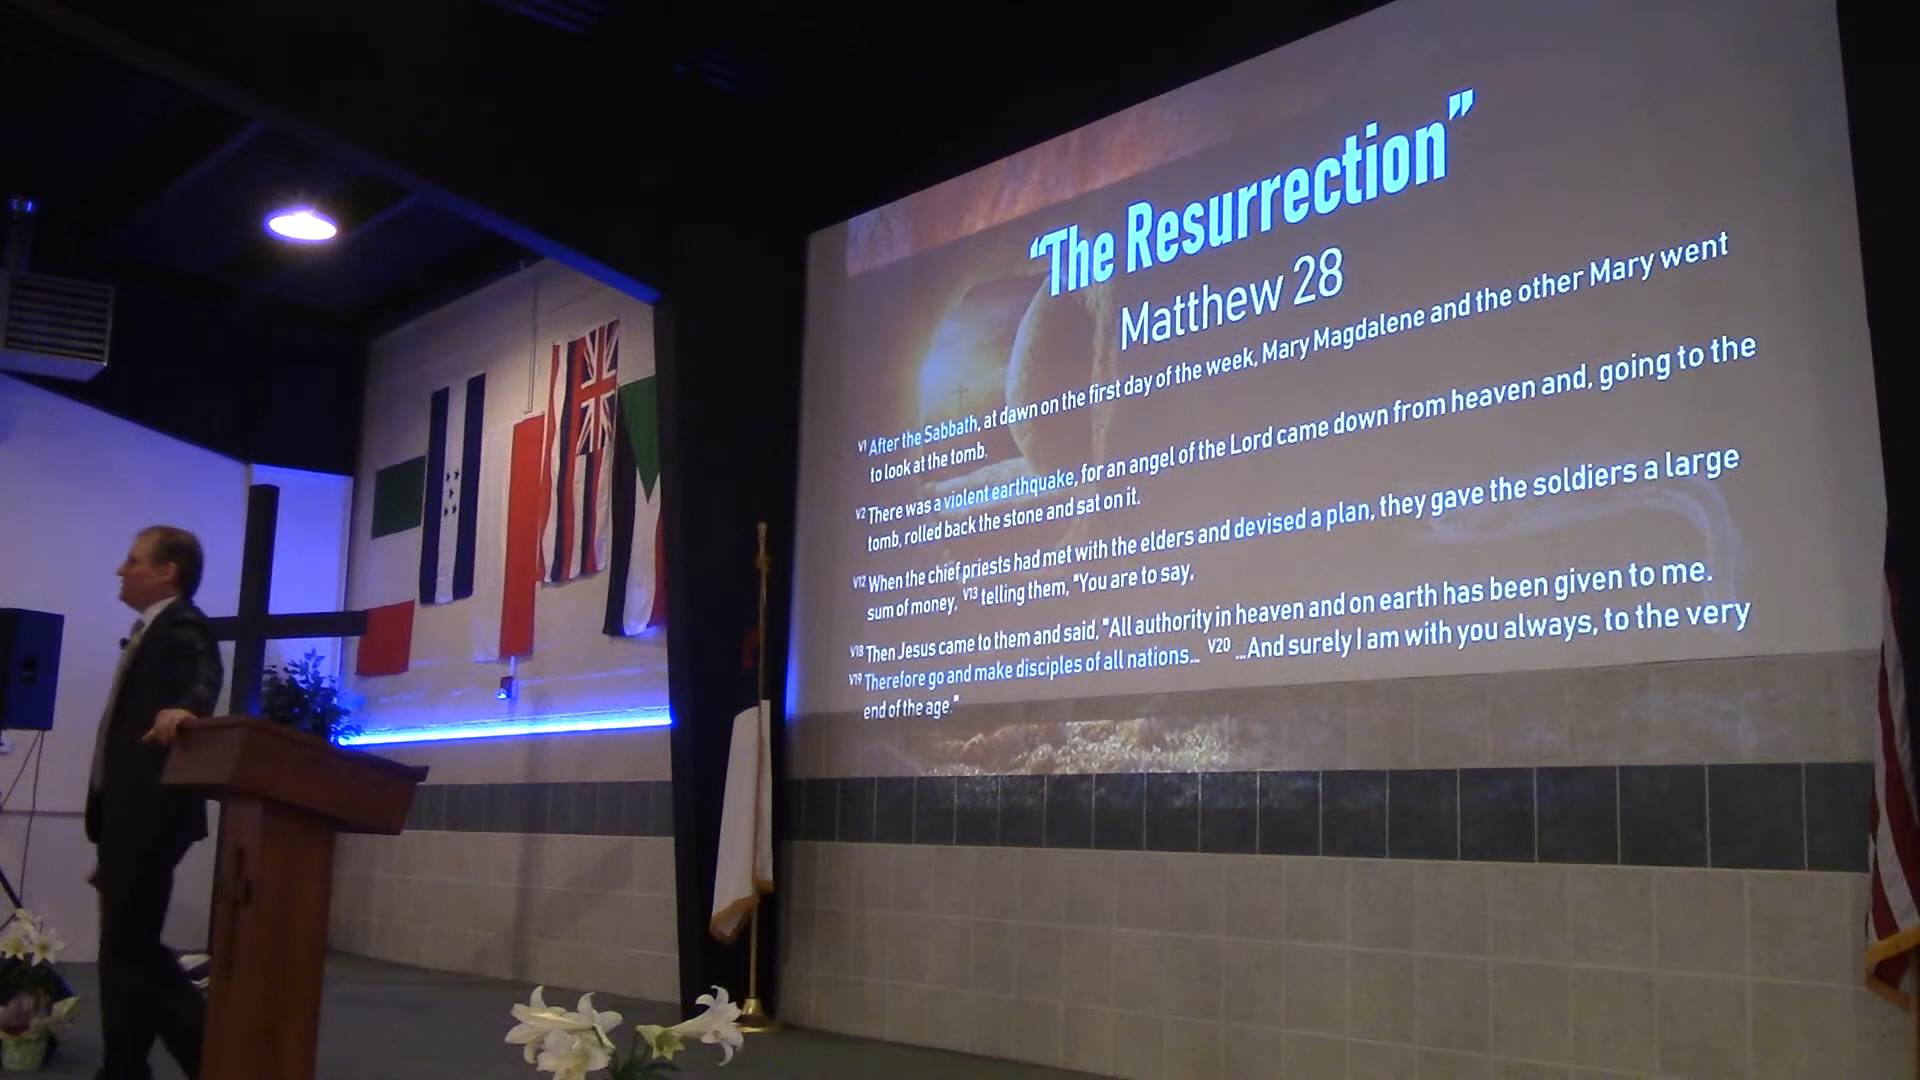 “The Resurrection”
Matthew 28
V1 After the Sabbath, at dawn on the first day of the week, Mary Magdalene and the other Mary went
to look at the tomb.
V2 There was a violent earthquake, for an angel of the Lord came down from heaven and, going to the
tomb, rolled back the stone and sat on it.
V12 When the chief priests had met with the elders and devised a plan, they gave the soldiers a large
sum of money, V13 telling them, "You are to say,
V18 Then Jesus came to them and said, "All authority in heaven and on earth has been given to me.
V19 Therefore go and make disciples of all nations... V20 ...And surely I am with you always, to the very
end of the age."